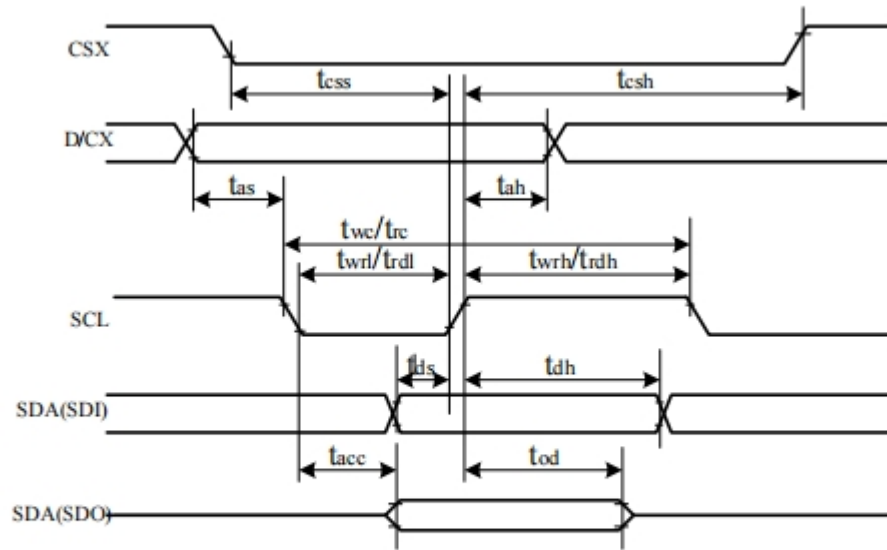 CSX
tcss tcsh
D/CX
tas tah
twc/trc
twrl/trdl twrh/trdh
SCL
tds tdh
SDA(SDI)
tacc tod
SDA(SDO)